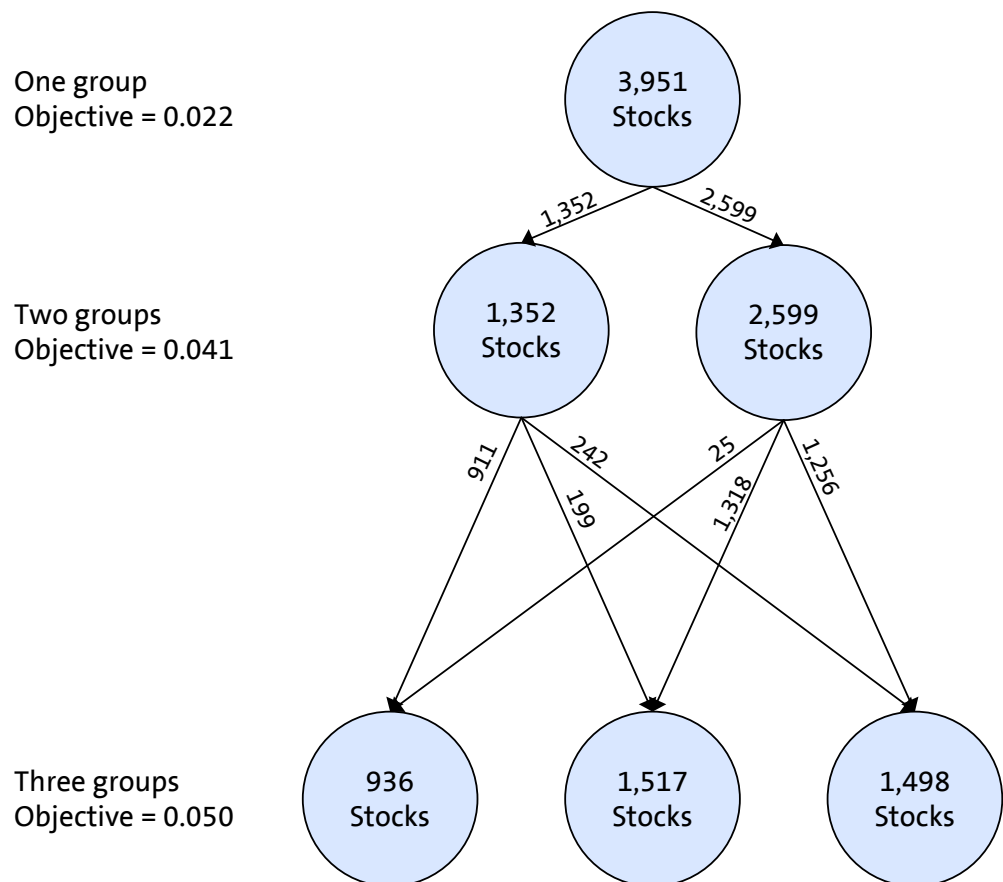 One group
Objective = 0.022
3,951
Stocks
1,352
2,599
Two groups
Objective = 0.041
1,352
Stocks
2,599
Stocks
911
199
242
25
1,318
1,256
Three groups
Objective = 0.050
936
Stocks
1,517
Stocks
1,498
Stocks